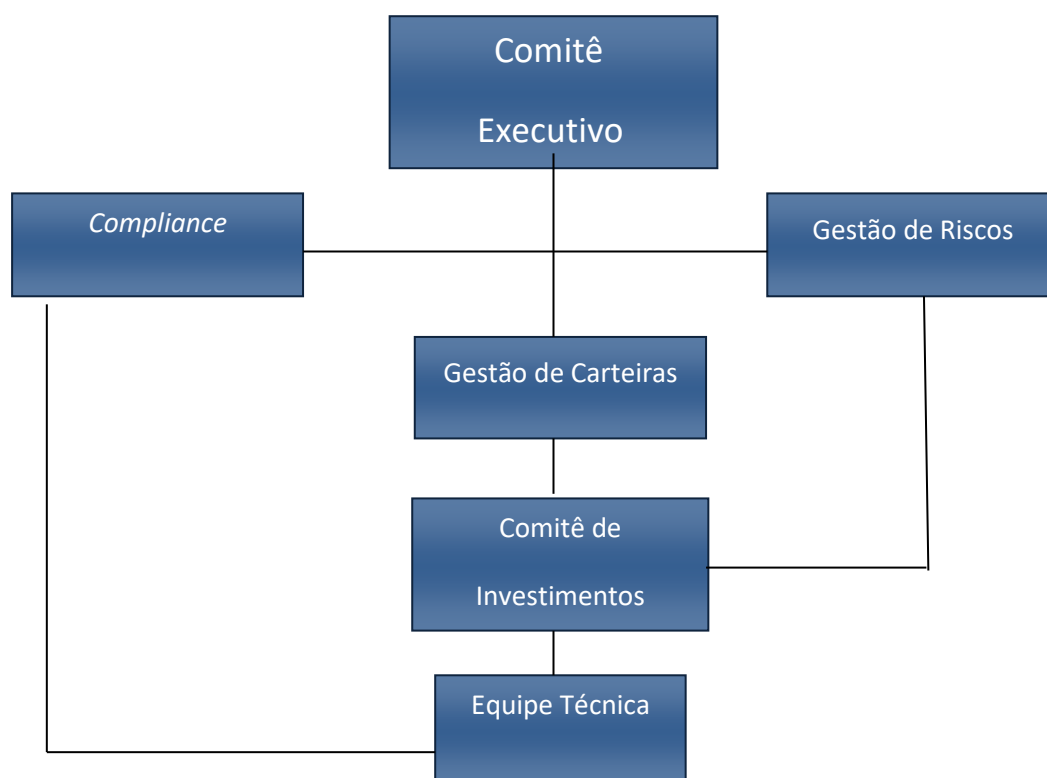 Comitê
Executivo
Compliance
Gestão de Riscos
Gestão de Carteiras
Comitê de
Investimentos
Equipe Técnica